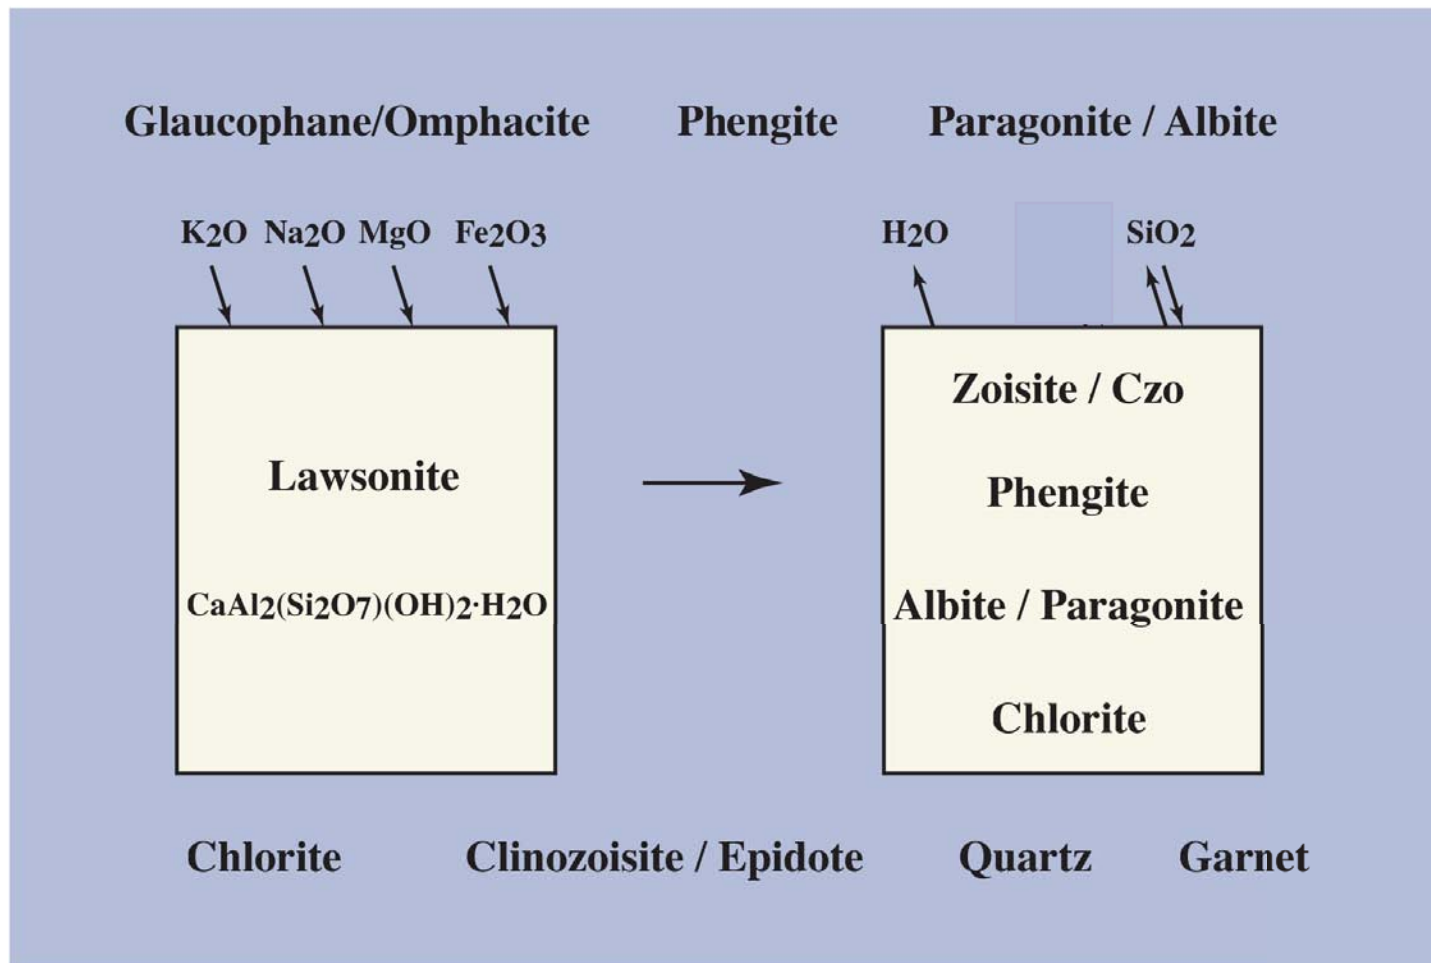 Glaucophane/Omphacite Phengite Paragonite / Albite
K2O Na2O MgO Fe2O3 H2O SiO2
Zoisite / Czo
Lawsonite
Phengite
CaAl2(Si2O7)(OH)2·H2O Albite / Paragonite
Chlorite
Chlorite Clinozoisite / Epidote Quartz Garnet